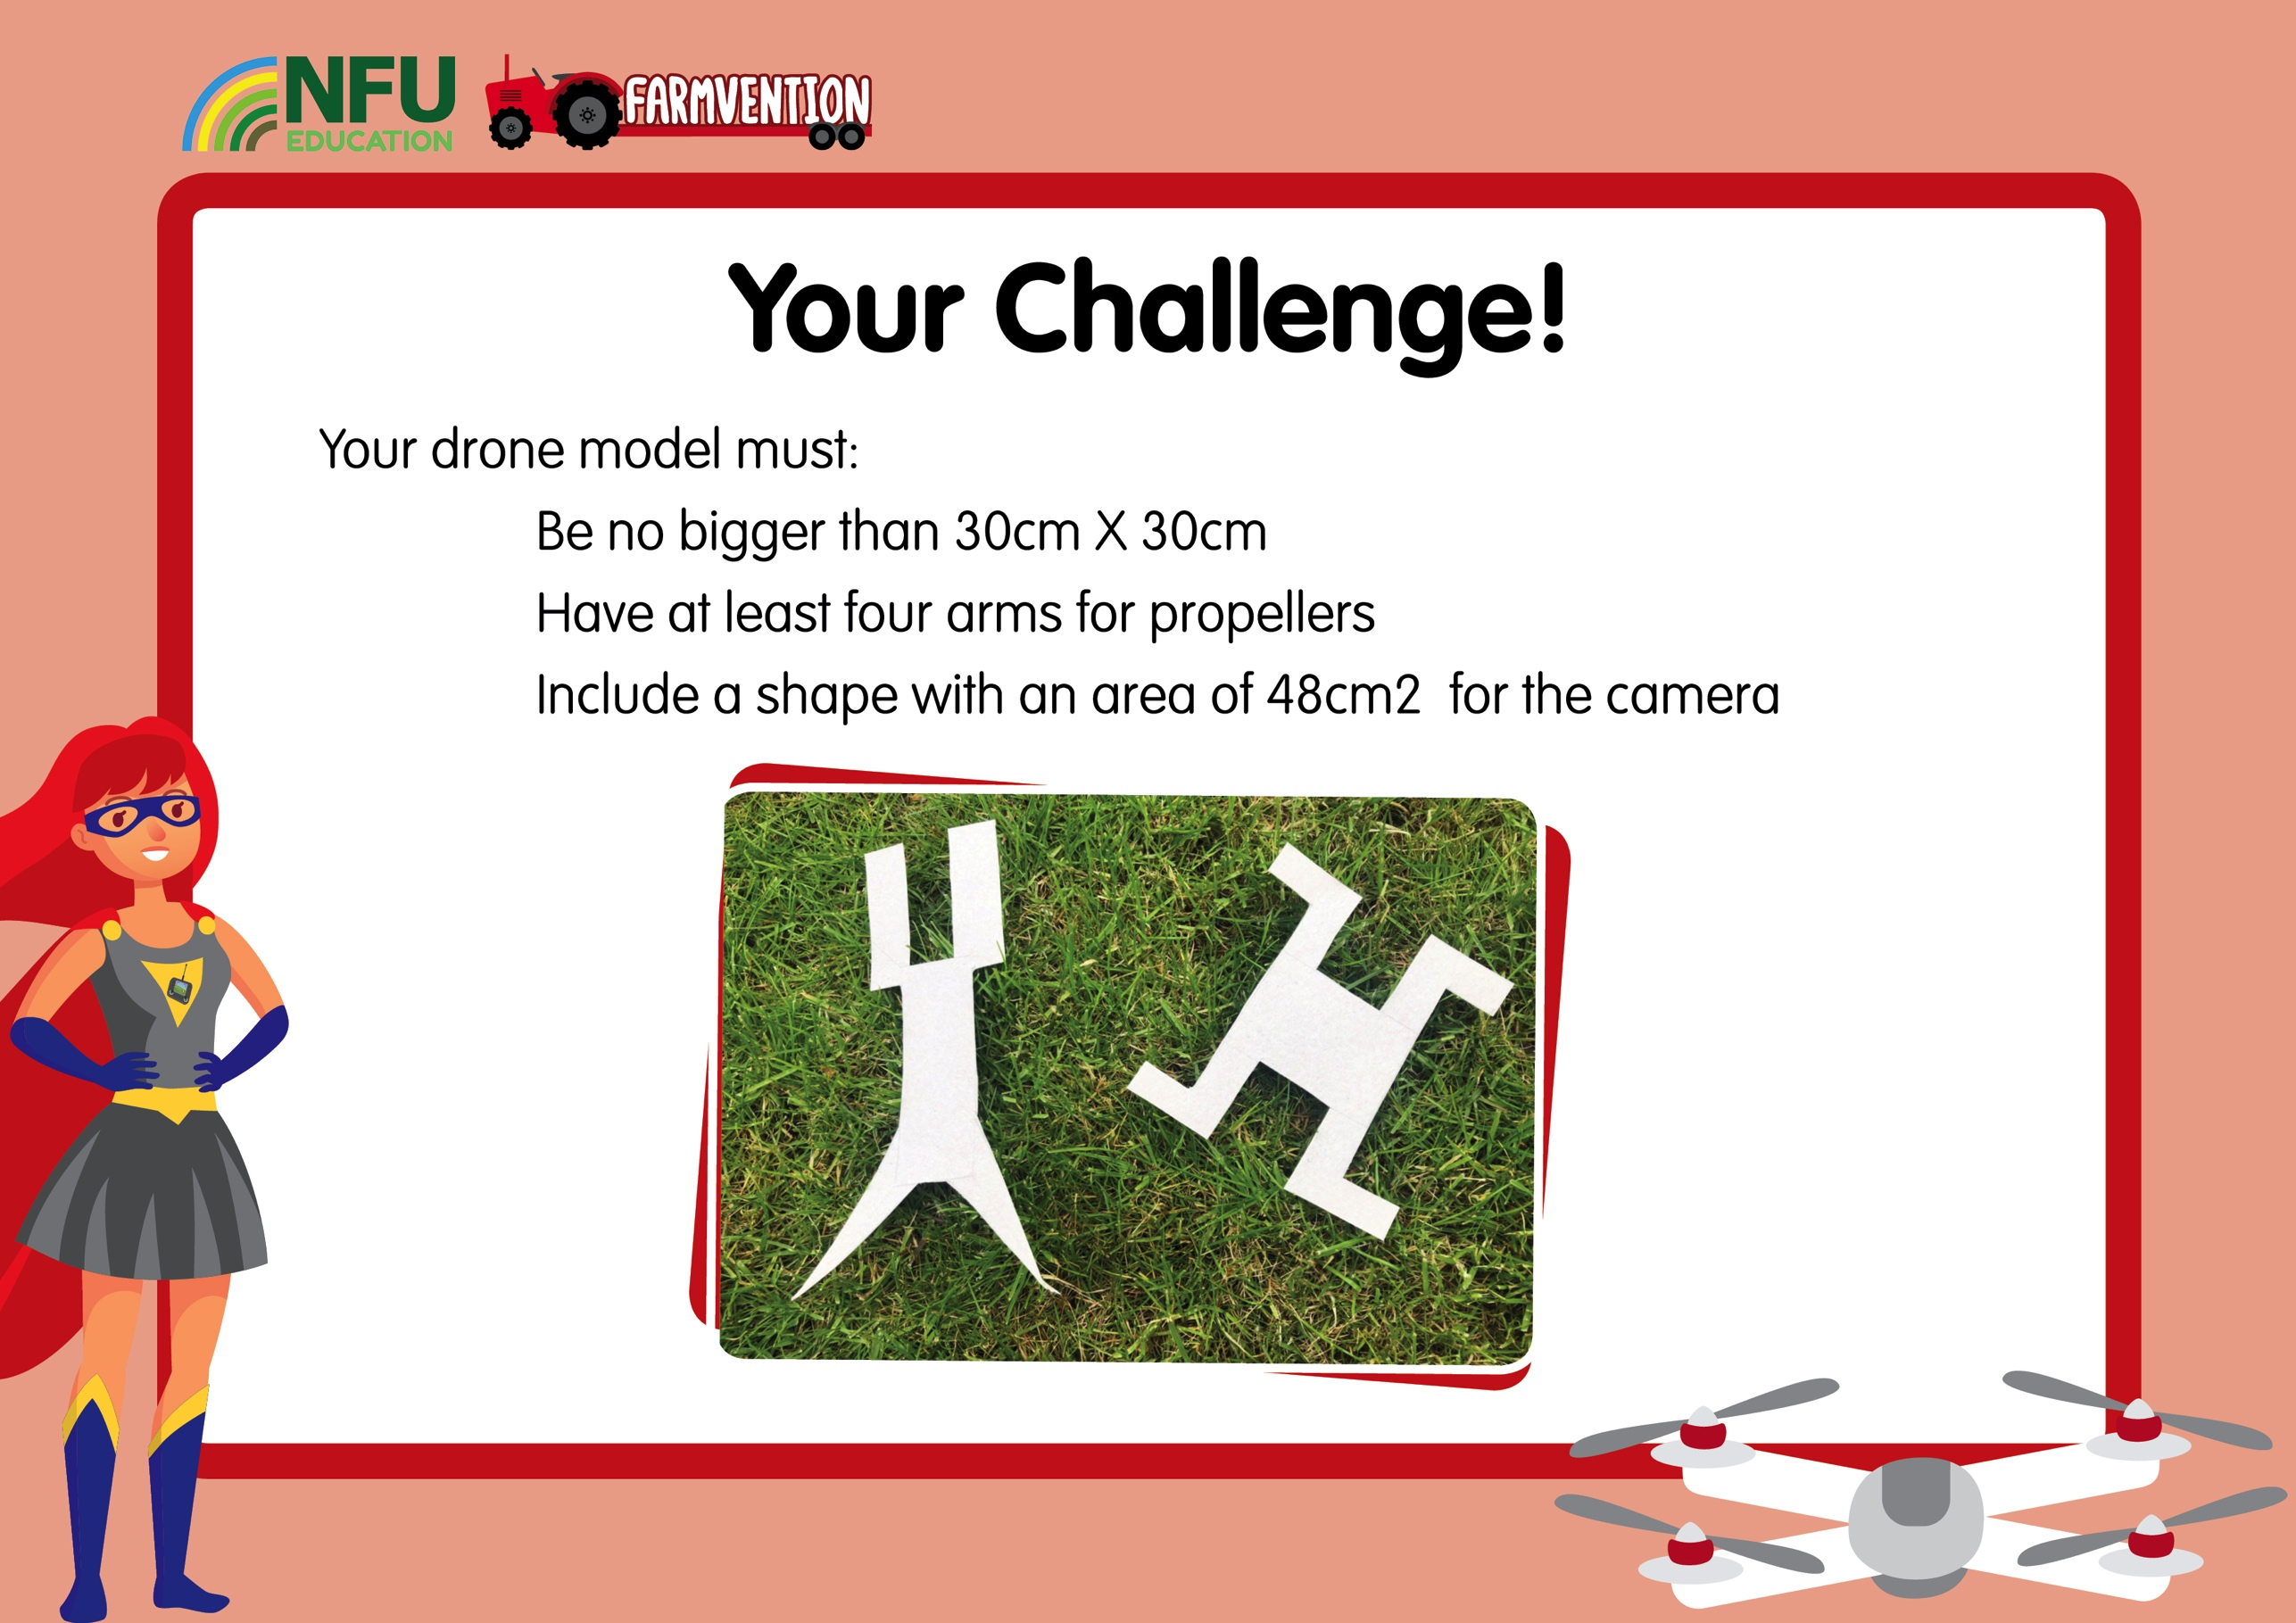 NFU
EDUCATION
FARMVENTION
Your Challenge!
Your drone model must:
Be no bigger than 30cm X 30cm
Have at least four arms for propellers
Include a shape with an area of 48cm2 for the camera